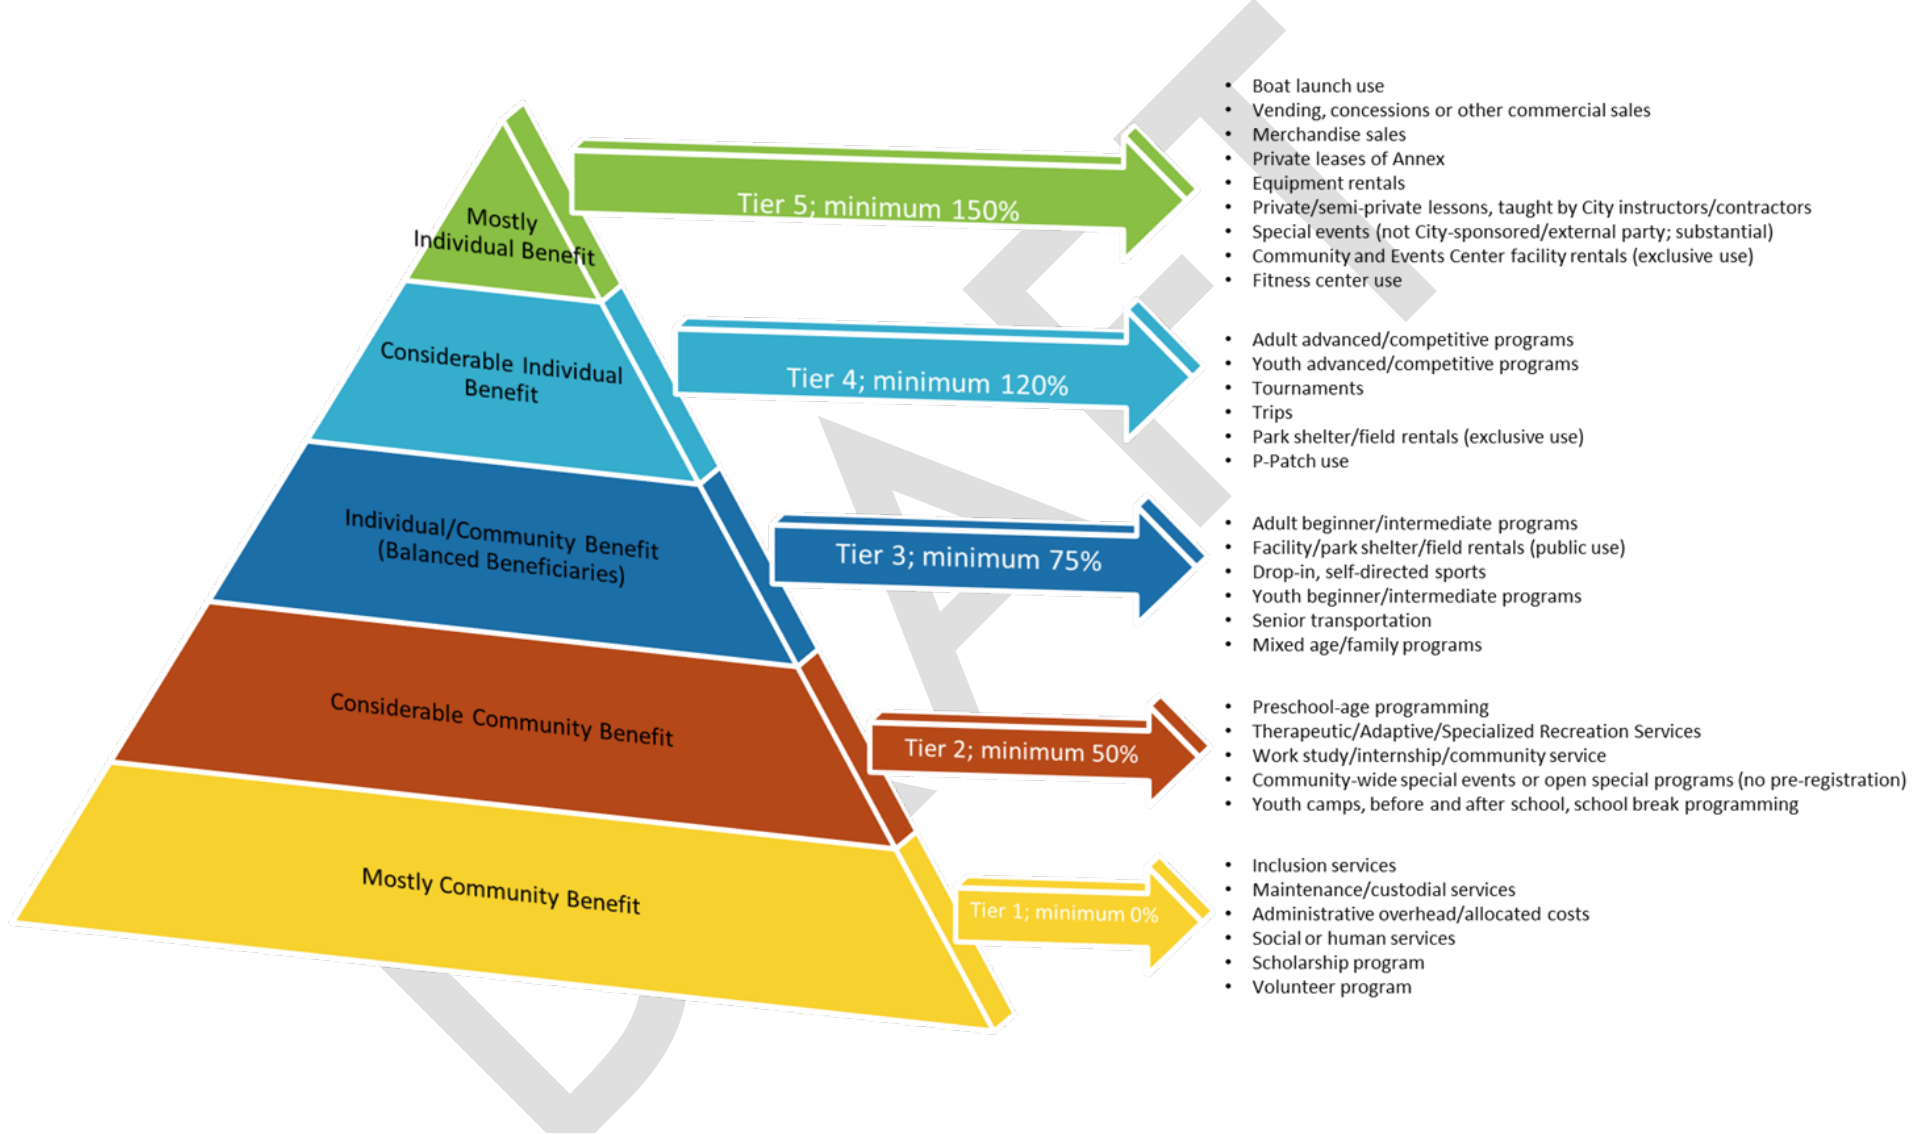 Mostly
Individual Benefit
Tier 5; minimum 150%
• Boat launch use
• Vending, concessions or other commercial sales
• Merchandise sales
• Private leases of Annex
• Equipment rentals
• Private/semi-private lessons, taught by City instructors/contractors
• Special events (not City-sponsored/external party; substantial)
• Community and Events Center facility rentals (exclusive use)
• Fitness center use
Considerable Individual
Benefit
Tier 4; minimum 120%
• Adult advanced/competitive programs
• Youth advanced/competitive programs
• Tournaments
• Trips
• Park shelter/field rentals (exclusive use)
• P-Patch use
Individual/Community Benefit
(Balanced Beneficiaries)
Tier 3; minimum 75%
• Adult beginner/intermediate programs
• Facility/park shelter/field rentals (public use)
• Drop-in, self-directed sports
• Youth beginner/intermediate programs
• Senior transportation
• Mixed age/family programs
Considerable Community Benefit
Tier 2; minimum 50%
• Preschool-age programming
• Therapeutic/Adaptive/Specialized Recreation Services
• Work study/internship/community service
• Community-wide special events or open special programs (no pre-registration)
• Youth camps, before and after school, school break programming
Mostly Community Benefit
Tier 1; minimum 0%
• Inclusion services
• Maintenance/custodial services
• Administrative overhead/allocated costs
• Social or human services
• Scholarship program
• Volunteer program
DRAFT